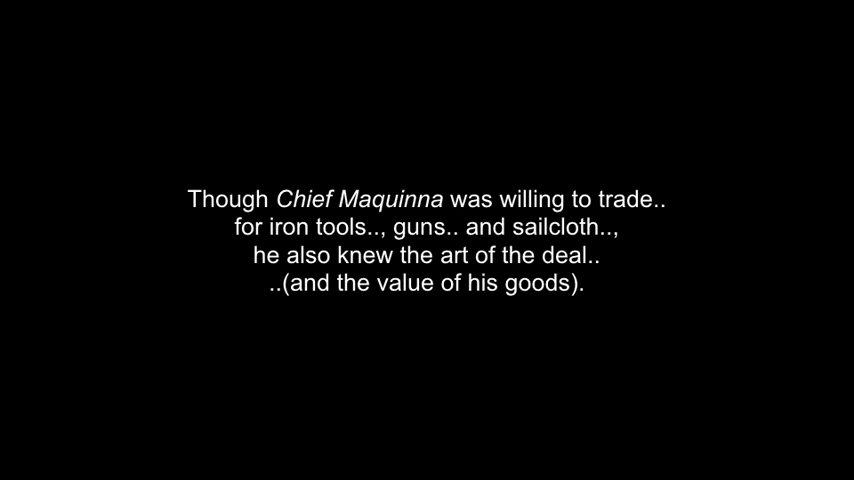 Though Chief Maquinna was willing to trade..
for iron tools.., guns.. and sailcloth..,
he also knew the art of the deal..
..(and the value of his goods).